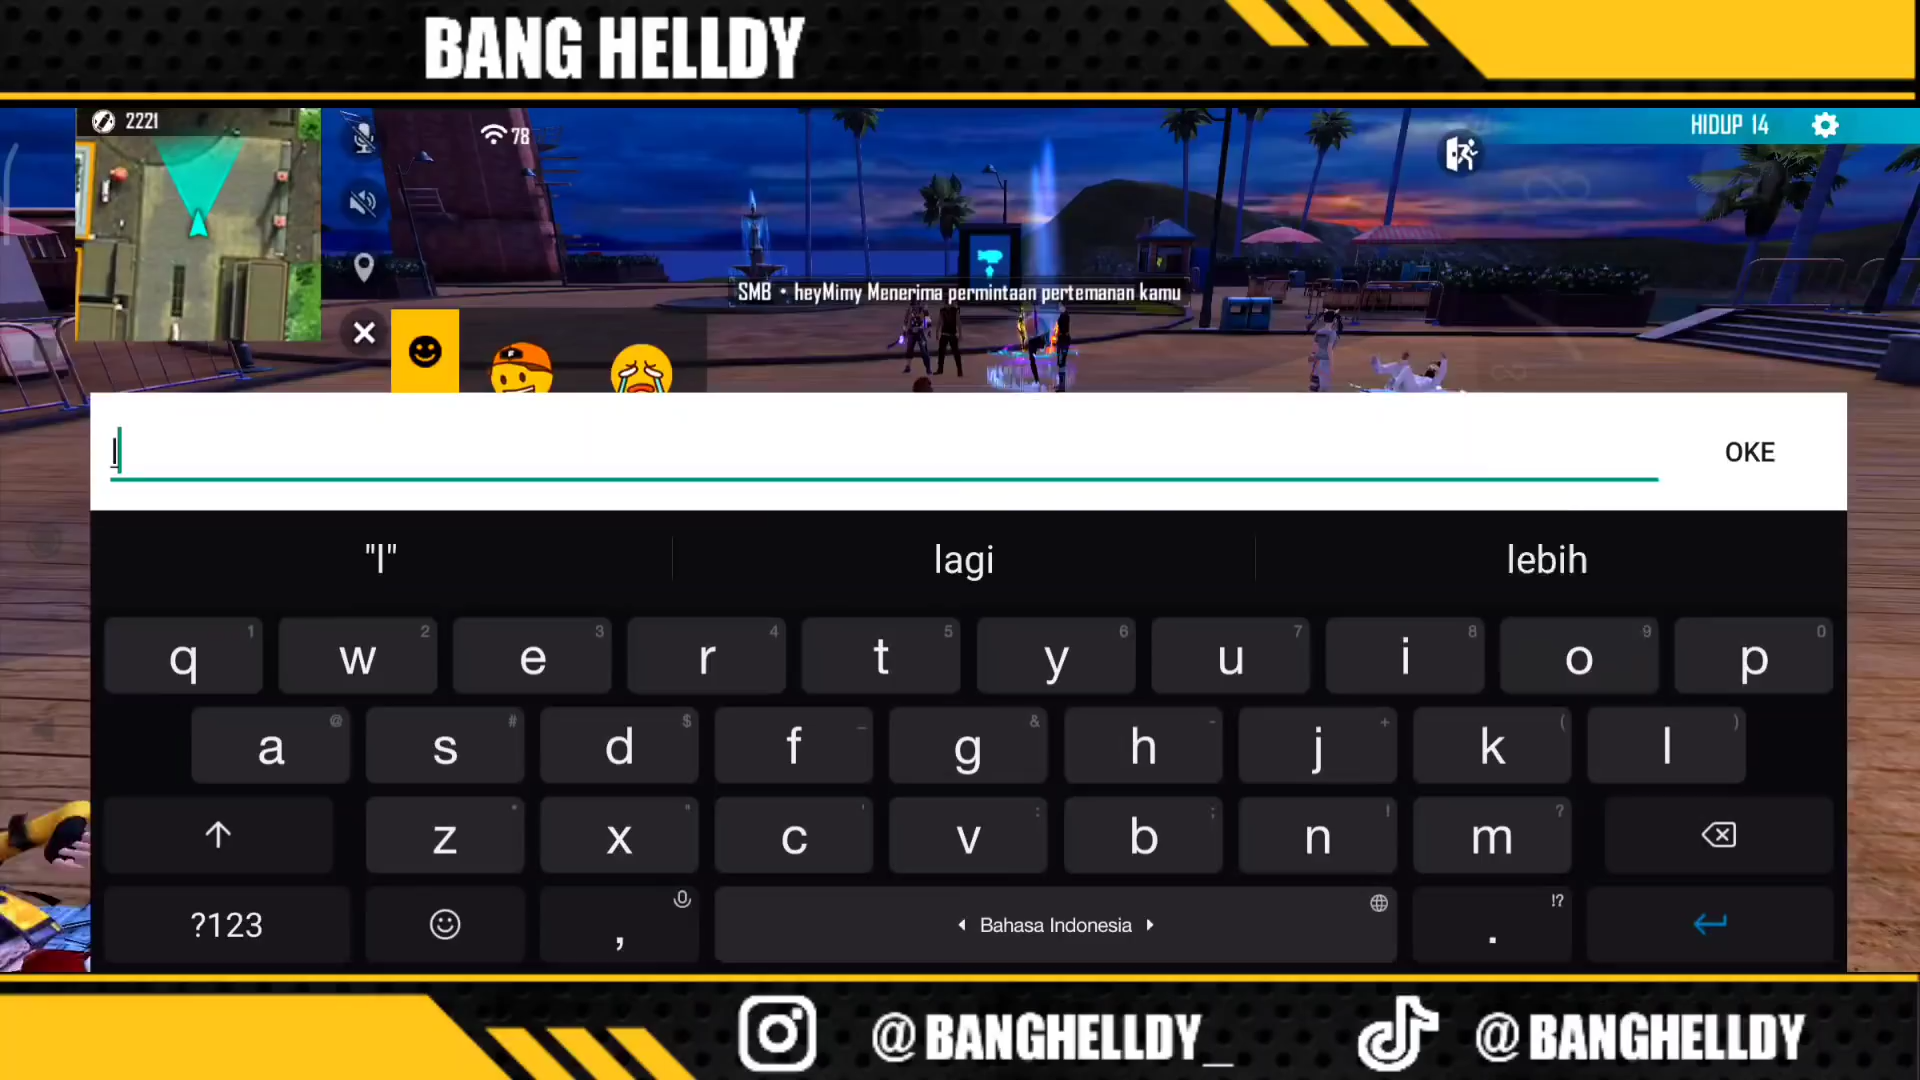 BANG HELLDY
2221
78
HIDUP 14
SMB • heyMimy Menerima permintaan pertemanan kamu
l
OKE
"l"
lagi
lebih
q 1 w 2 e 3 r 4 t 5 y 6 u 7 i 8 o 9 p 0
a @ s # d $ f _ g & h - j + k ( l )
z * x " c ' v : b ; n ! m ?
?123 , Bahasa Indonesia . !?
@BANGHELLDY_
@BANGHELLDY